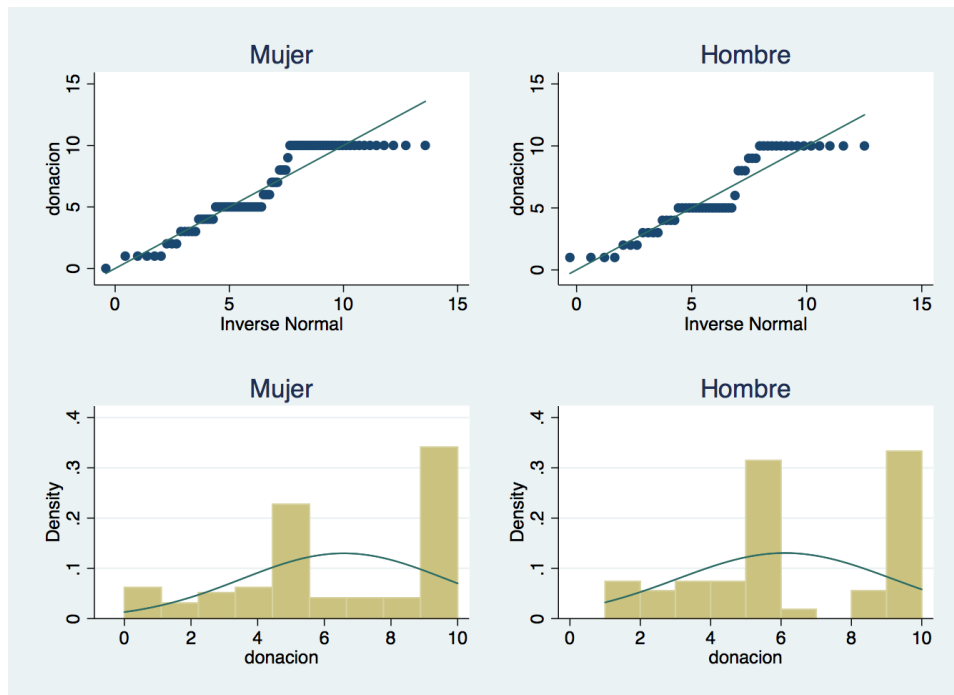 Mujer
15
10
5
0
donacion
0 5 10 15
Inverse Normal
Hombre
15
10
5
0
donacion
0 5 10 15
Inverse Normal
Mujer
.4
.3
.2
.1
0
Density
0 2 4 6 8 10
donacion
Hombre
.4
.3
.2
.1
0
Density
0 2 4 6 8 10
donacion